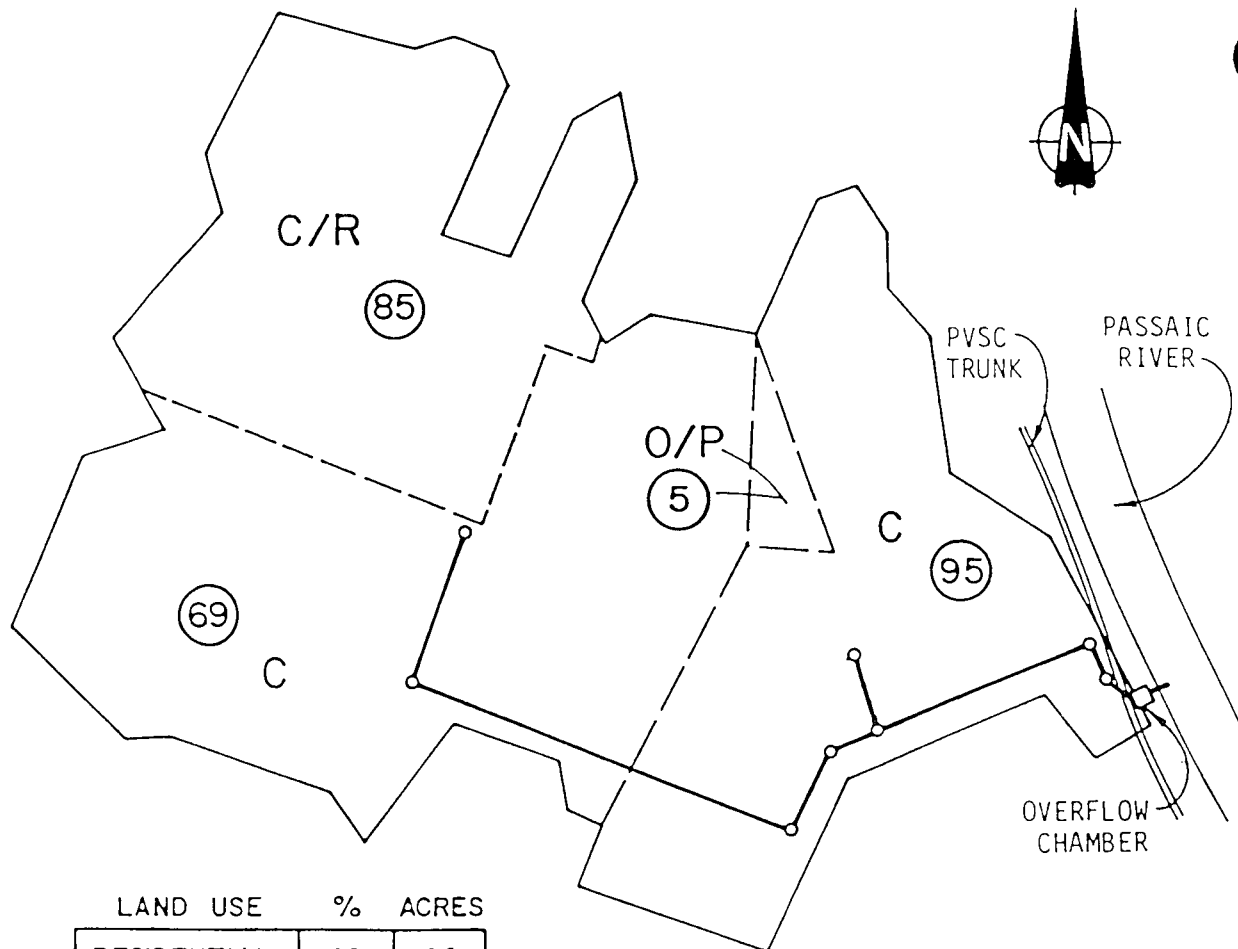 N
C/R
85
PASSAIC
RIVER
PVSC
TRUNK
O/P
5
C
95
69
C
OVERFLOW
CHAMBER
LAND USE % ACRES